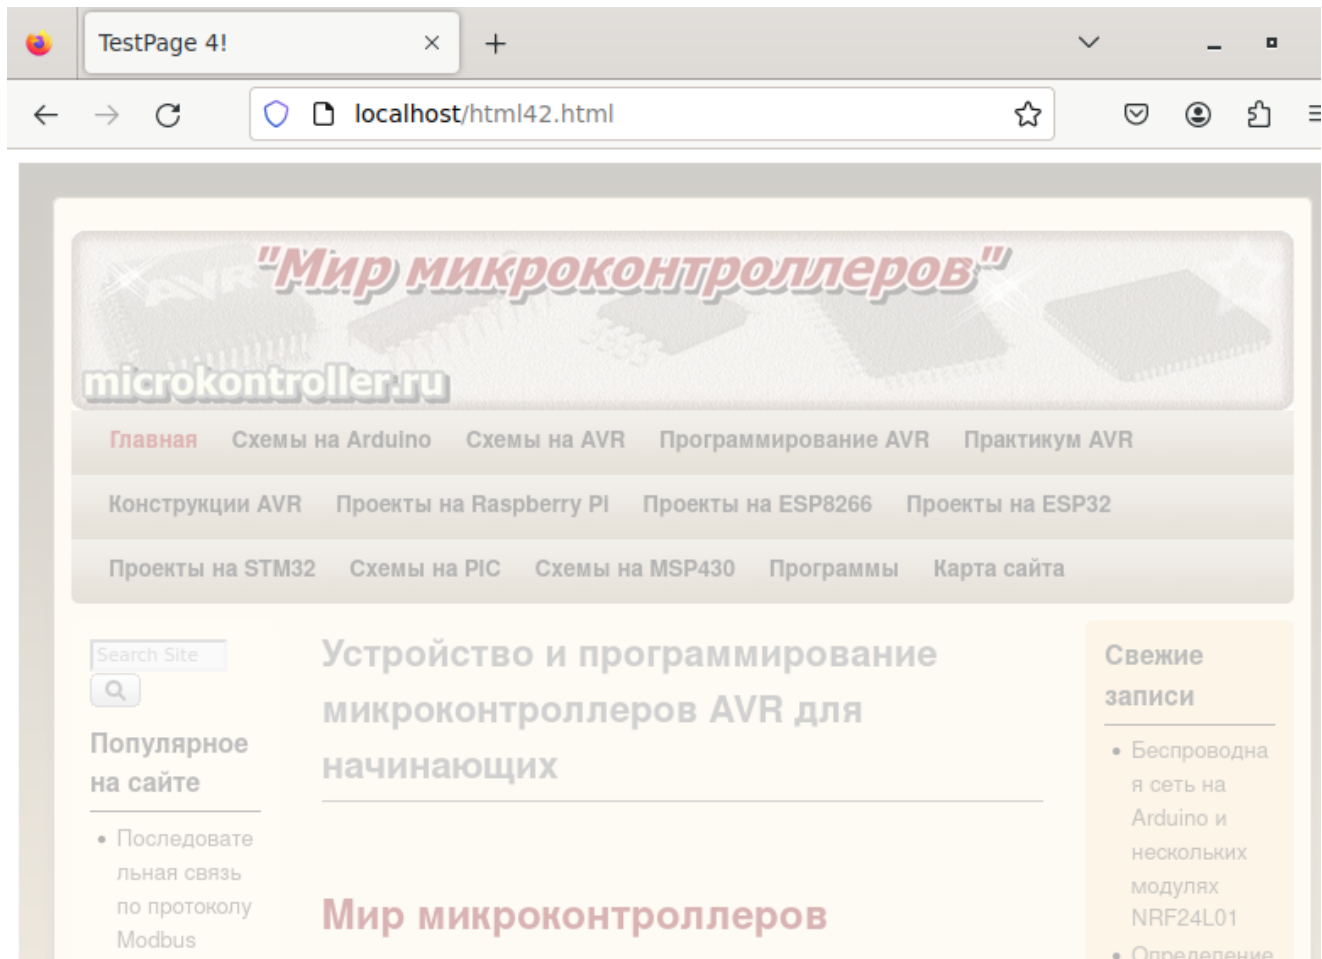 TestPage 4!
localhost/html42.html
"Мир микроконтроллеров"
AVR
microkontroller.ru
Главная Схемы на Arduino Схемы на AVR Программирование AVR Практикум AVR
Конструкции AVR Проекты на Raspberry Pi Проекты на ESP8266 Проекты на ESP32
Проекты на STM32 Схемы на PIC Схемы на MSP430 Программы Карта сайта
Search Site
Популярное
на сайте
Последовате
льная связь
по протоколу
Modbus
Устройство и программирование
микроконтроллеров AVR для
начинающих
Мир микроконтроллеров
Свежие
записи
Беспроводна
я сеть на
Arduino и
нескольких
модулях
NRF24L01
Определение